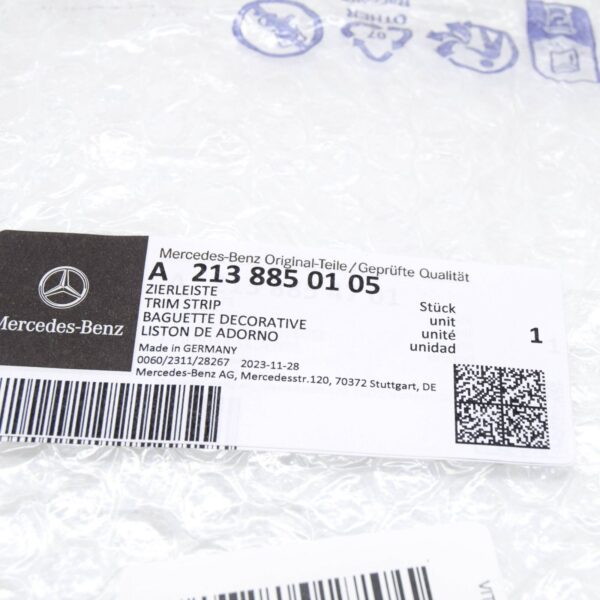 OTHER
07
Mercedes-Benz Original-Teile/Geprüfte Qualität
A 213 885 01 05
ZIERLEISTE
TRIM STRIP
BAGUETTE DECORATIVE
LISTON DE ADORNO
Stück
unit
unité
unidad
1
Mercedes-Benz
Made in GERMANY
0060/2311/28267 2023-11-28
Mercedes-Benz AG, Mercedesstr.120, 70372 Stuttgart, DE